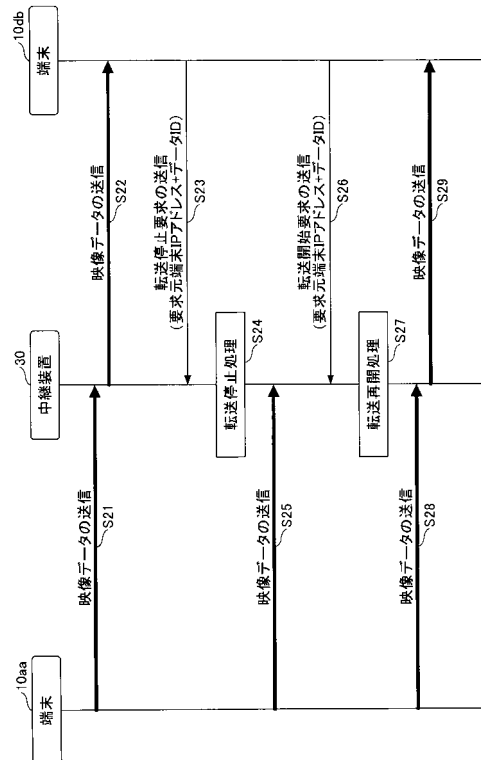 10aa
端末
30
中継装置
10db
端末
映像データの送信
S21
映像データの送信
S22
転送停止要求の送信
(要求元端末IPアドレス+データID)
S23
転送停止処理
S24
映像データの送信
S25
転送開始要求の送信
(要求元端末IPアドレス+データID)
S26
転送再開処理
S27
映像データの送信
S28
映像データの送信
S29